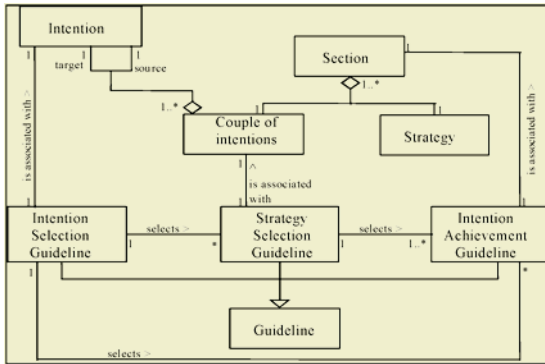 Intention
1
1
1
target
source
1..*
Section
1
1..*
1
1
Couple of
intentions
Strategy
is associated with >
is associated with >
1
^
is associated
with
1
1
1
Intention
Selection
Guideline
selects >
1
*
Strategy
Selection
Guideline
selects >
1
1..*
Intention
Achievement
Guideline
1
*
Guideline
selects >